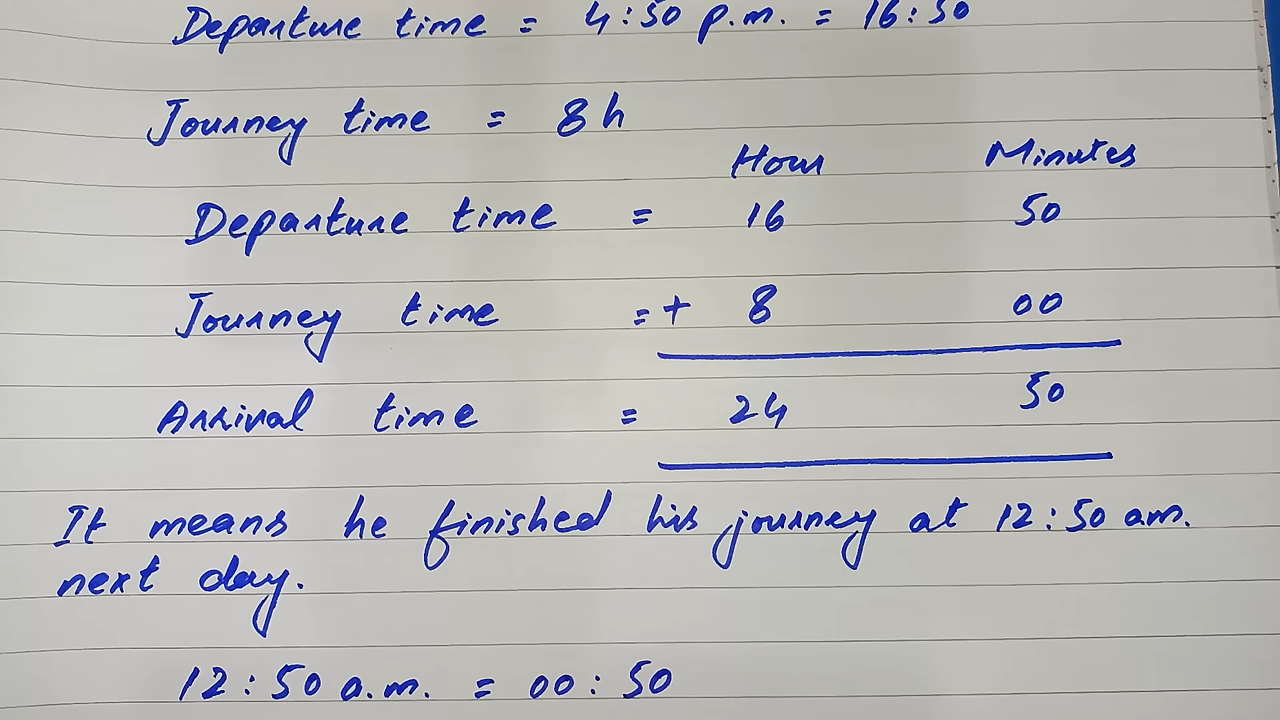 Departure time = 4:50 p.m. = 16:50
Journey time = 8h
Hour Minutes
Departure time = 16 50
Journey time = + 8 00
Arrival time = 24 50
It means he finished his journey at 12:50 am.
next day.
12:50 a.m. = 00:50